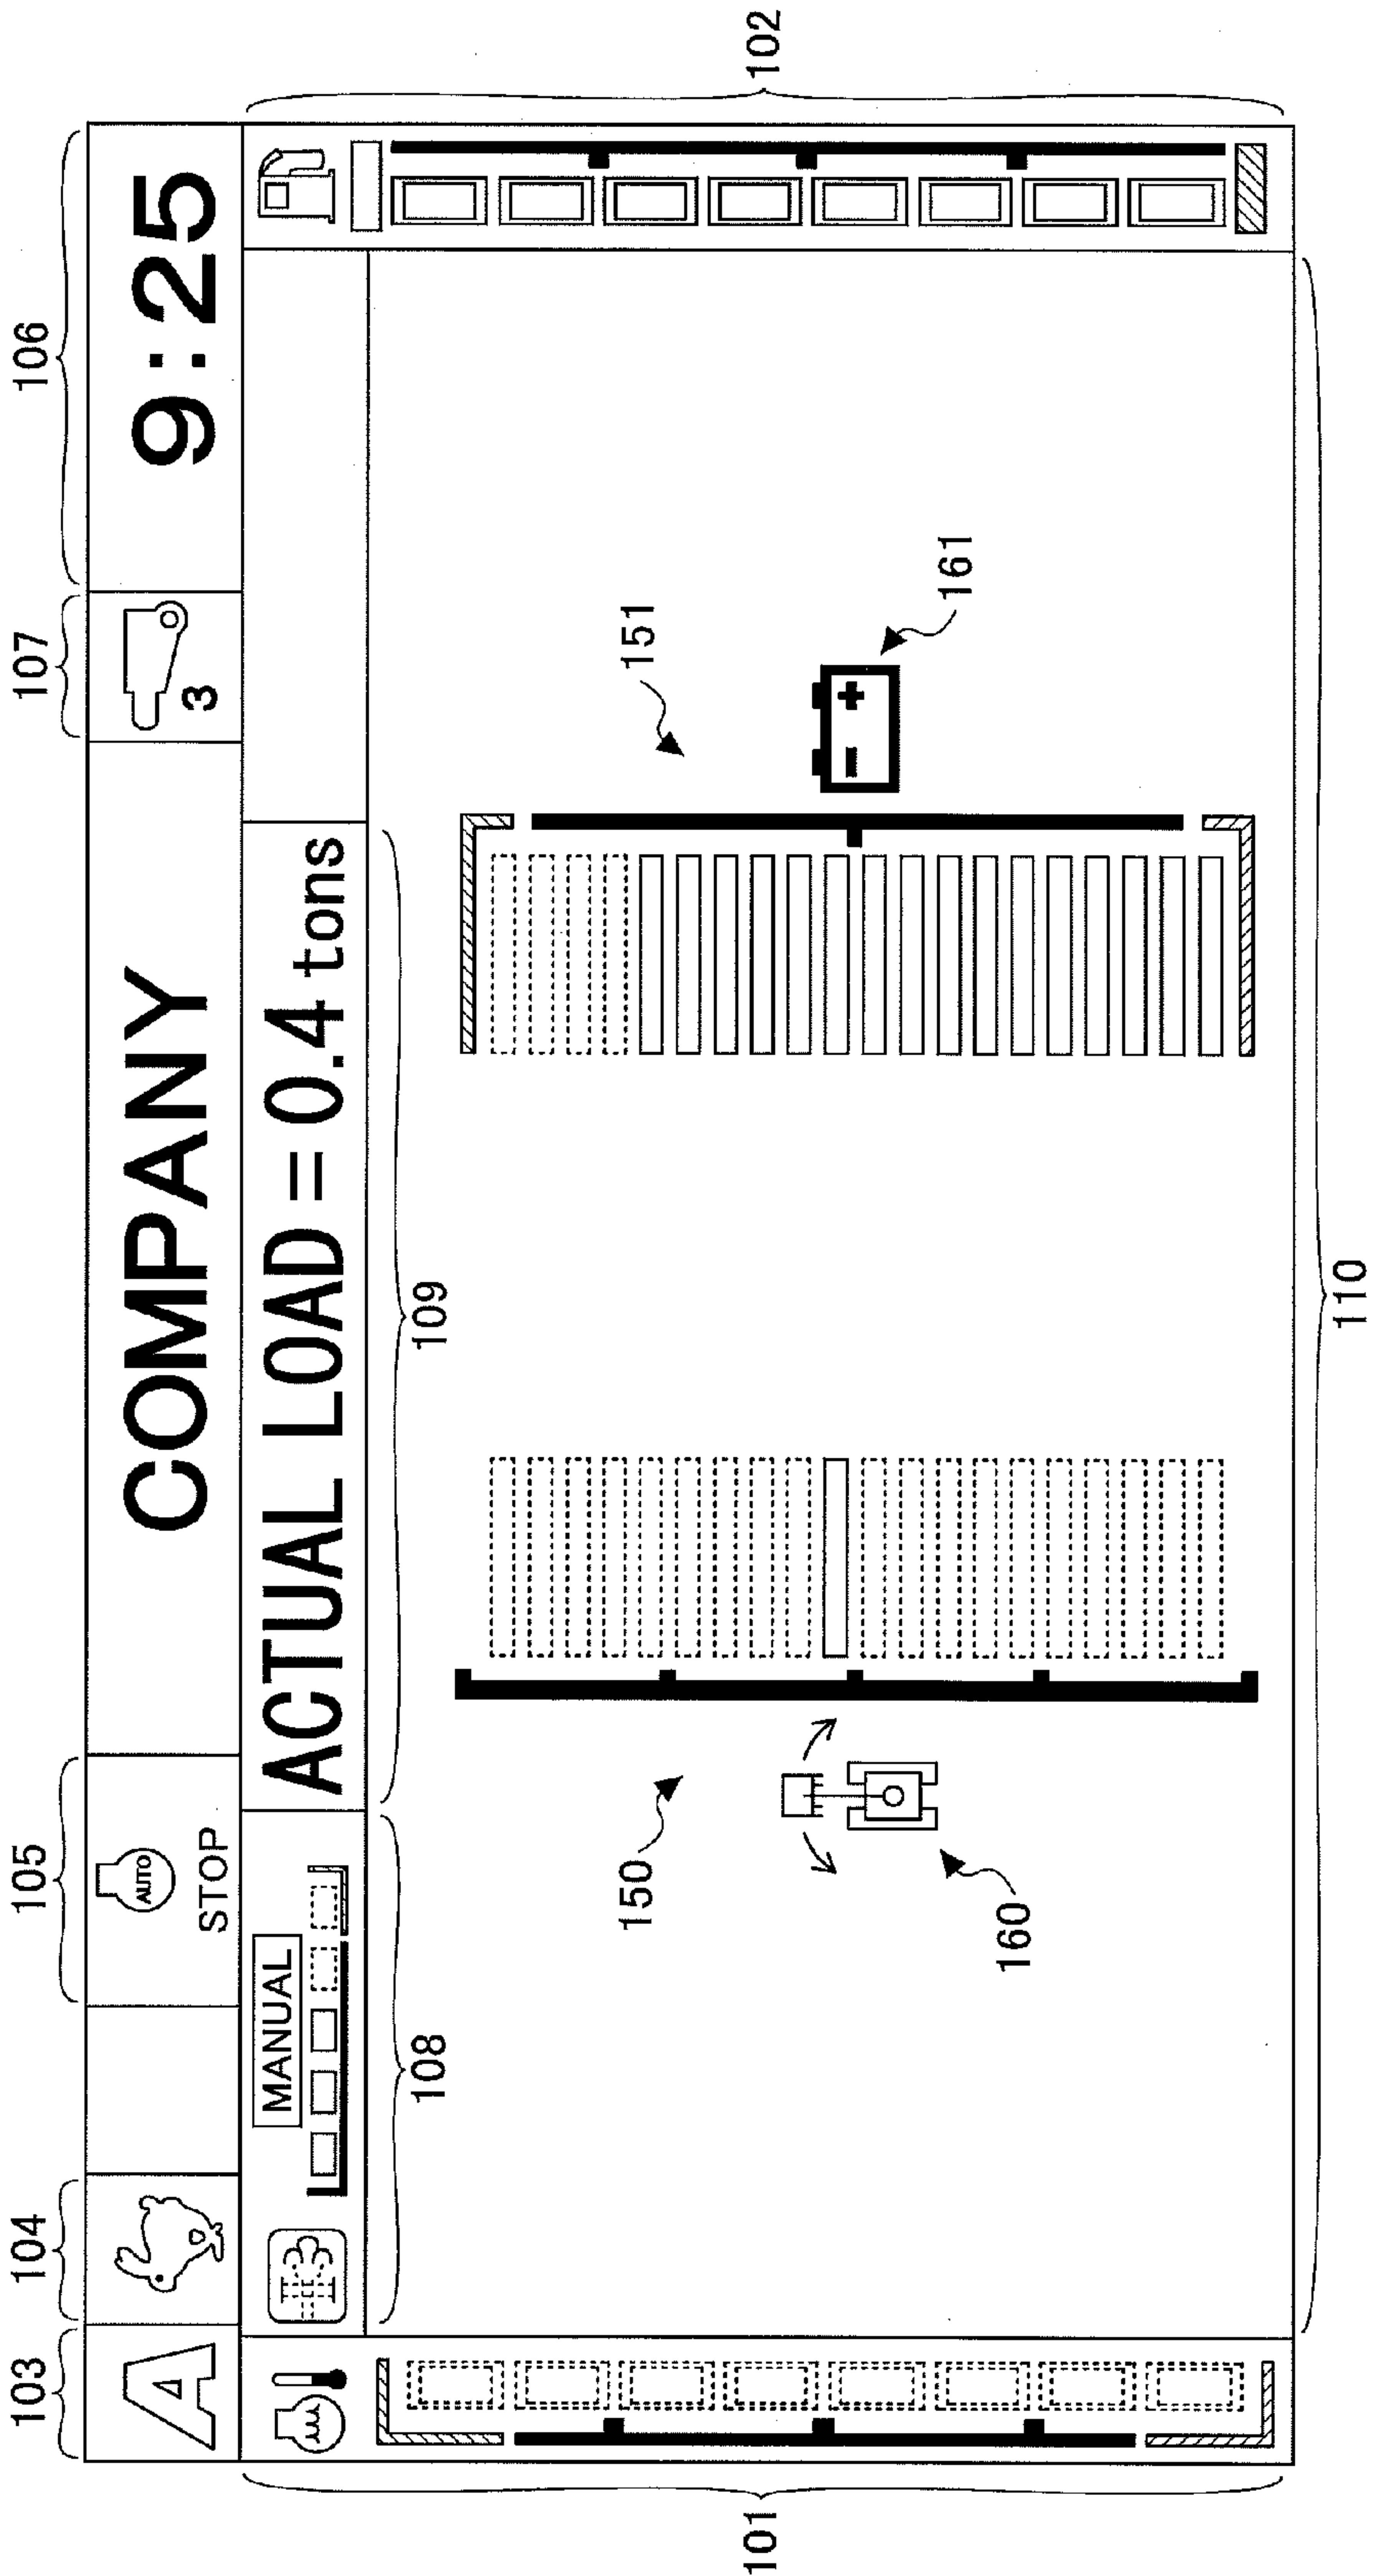 103 104 105 107 106
A STOP AUTO COMPANY 3 9:25
MANUAL ACTUAL LOAD = 0.4 tons
108 109
150 151
160 161
101 102
110